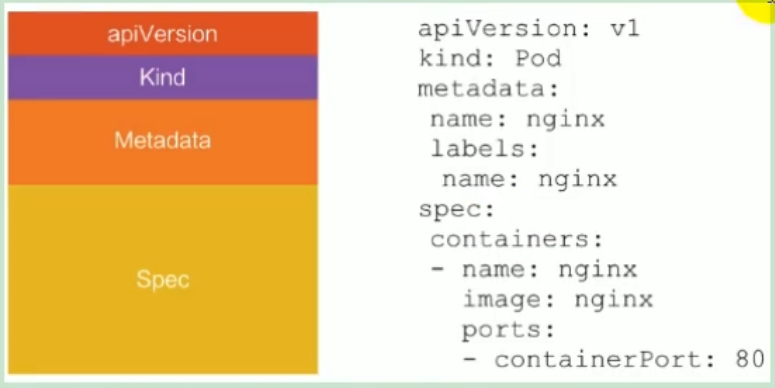 apiVersion
Kind
Metadata
Spec
apiVersion: v1
kind: Pod
metadata:
 name: nginx
 labels:
  name: nginx
spec:
 containers:
 - name: nginx
   image: nginx
   ports:
   - containerPort: 80